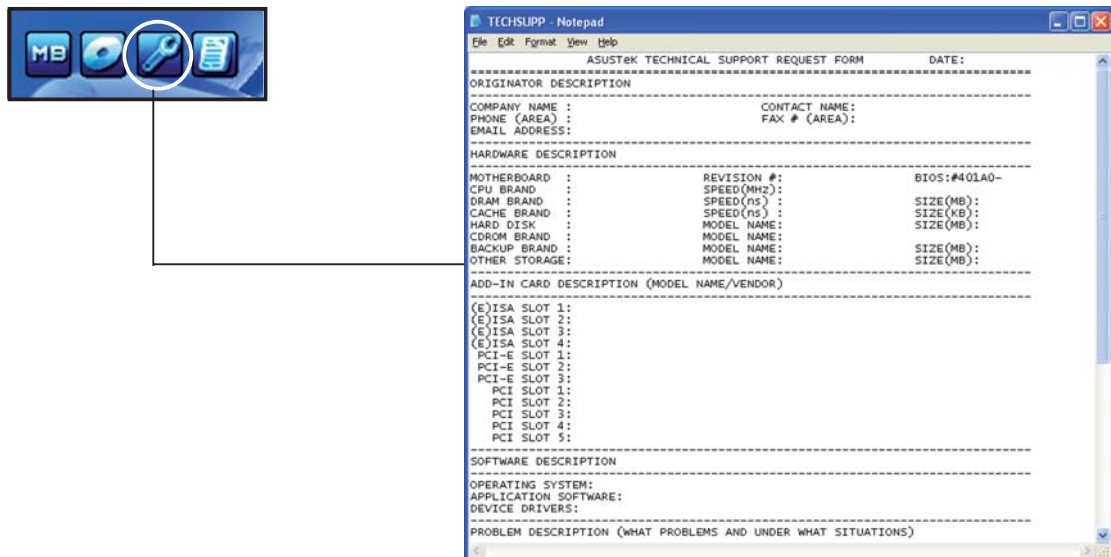 MB
TECHSUPP - Notepad
File Edit Format View Help
ASUSTeK TECHNICAL SUPPORT REQUEST FORM DATE:
================================================================================
ORIGINATOR DESCRIPTION
--------------------------------------------------------------------------------
COMPANY NAME : CONTACT NAME:
PHONE (AREA) : FAX # (AREA):
EMAIL ADDRESS:
--------------------------------------------------------------------------------
HARDWARE DESCRIPTION
--------------------------------------------------------------------------------
MOTHERBOARD : REVISION #: BIOS:#401A0-
CPU BRAND : SPEED(MHz):
DRAM BRAND : SPEED(ns) : SIZE(MB):
CACHE BRAND : SPEED(ns) : SIZE(KB):
HARD DISK : MODEL NAME: SIZE(MB):
CDROM BRAND : MODEL NAME:
BACKUP BRAND : MODEL NAME: SIZE(MB):
OTHER STORAGE: MODEL NAME: SIZE(MB):
--------------------------------------------------------------------------------
ADD-IN CARD DESCRIPTION (MODEL NAME/VENDOR)
--------------------------------------------------------------------------------
(E)ISA SLOT 1:
(E)ISA SLOT 2:
(E)ISA SLOT 3:
(E)ISA SLOT 4:
PCI-E SLOT 1:
PCI-E SLOT 2:
PCI-E SLOT 3:
PCI SLOT 1:
PCI SLOT 2:
PCI SLOT 3:
PCI SLOT 4:
PCI SLOT 5:
--------------------------------------------------------------------------------
SOFTWARE DESCRIPTION
--------------------------------------------------------------------------------
OPERATING SYSTEM:
APPLICATION SOFTWARE:
DEVICE DRIVERS:
--------------------------------------------------------------------------------
PROBLEM DESCRIPTION (WHAT PROBLEMS AND UNDER WHAT SITUATIONS)